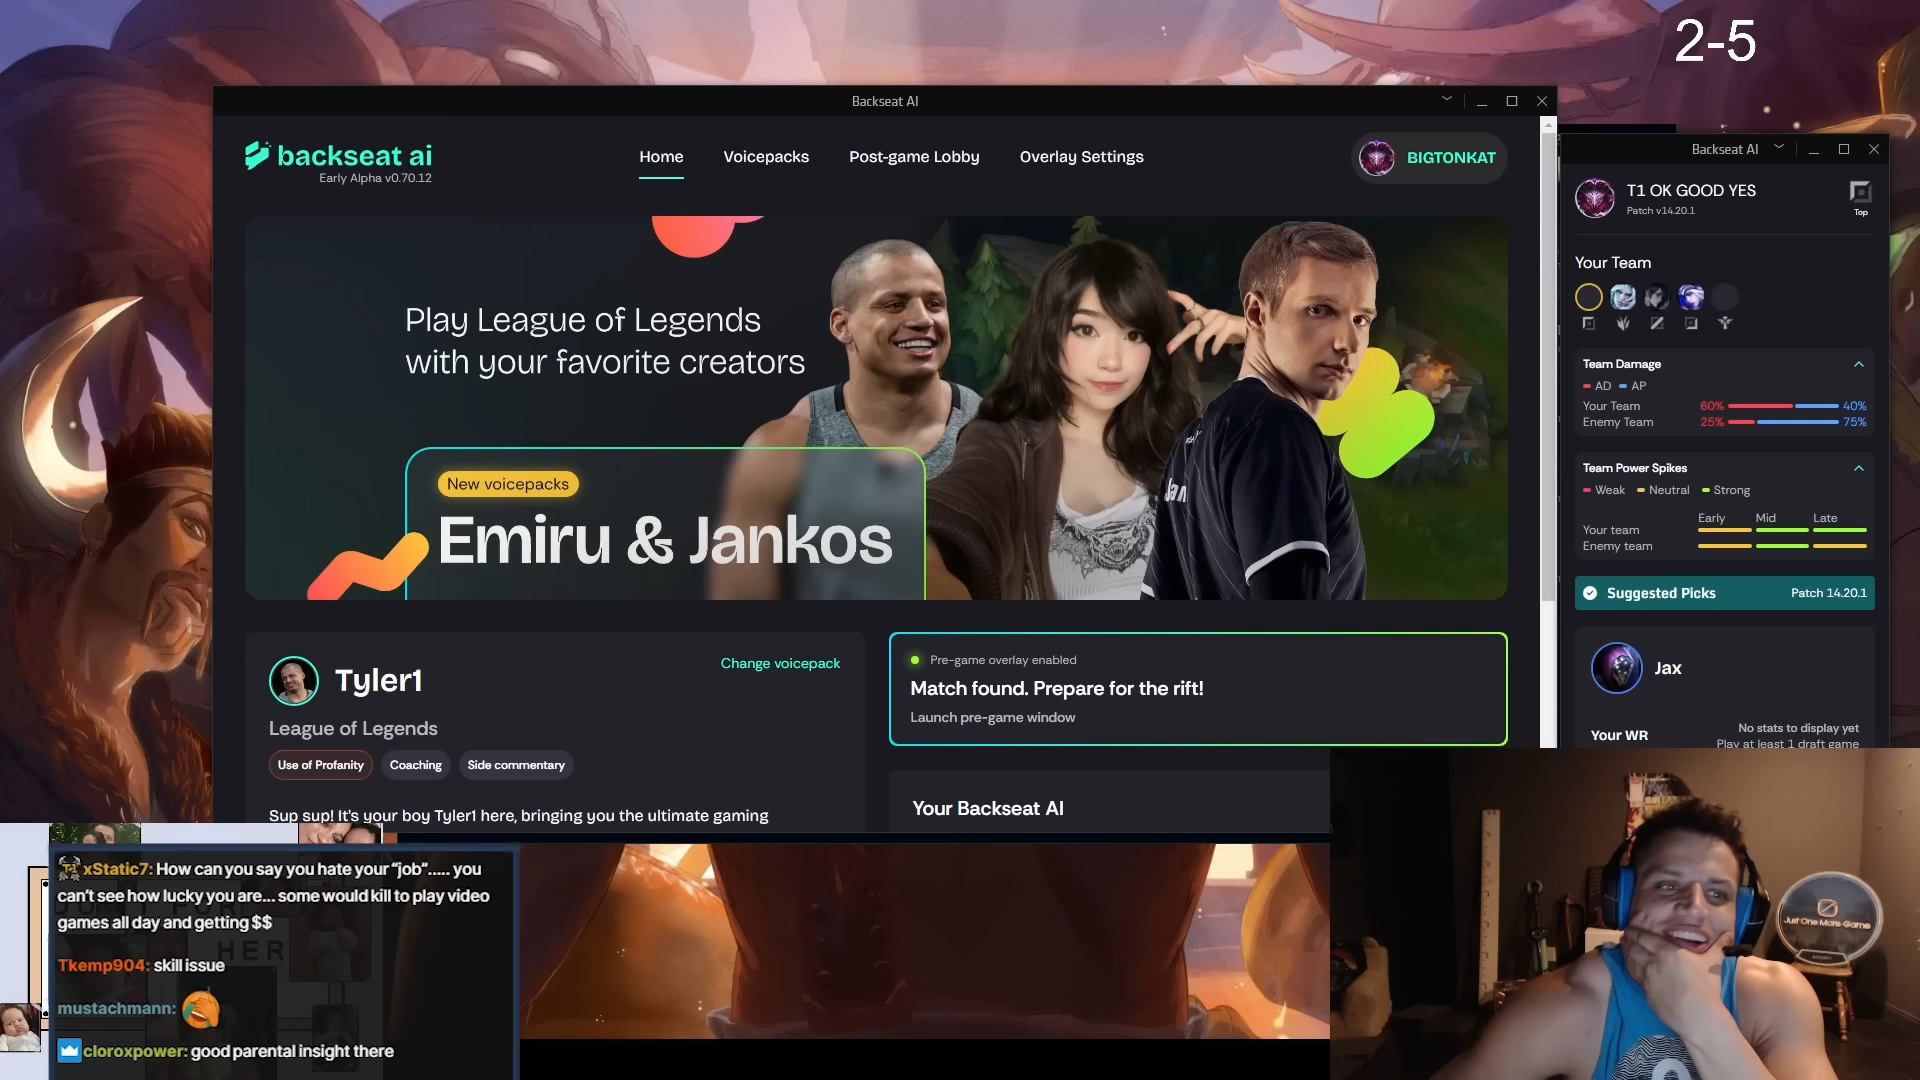 2-5
Backseat AI
backseat ai
Early Alpha v0.70.12
Home
Voicepacks
Post-game Lobby
Overlay Settings
BIGTONKAT
Play League of Legends
with your favorite creators
New voicepacks
Emiru & Jankos
Jan
Tyler1
Change voicepack
League of Legends
Use of Profanity
Coaching
Side commentary
Sup sup! It's your boy Tyler1 here, bringing you the ultimate gaming
Pre-game overlay enabled
Match found. Prepare for the rift!
Launch pre-game window
Your Backseat AI
Backseat AI
T1 OK GOOD YES
Patch v14.20.1
Top
Your Team
Team Damage
AD AP
Your Team 60% 40%
Enemy Team 25% 75%
Team Power Spikes
Weak Neutral Strong
Early Mid Late
Your team
Enemy team
Suggested Picks Patch 14.20.1
Jax
Your WR
No stats to display yet
Play at least 1 draft game
xStatic7: How can you say you hate your “job”..... you
can't see how lucky you are... some would kill to play video
games all day and getting $$
HER
Tkemp904: skill issue
mustachmann:
cloroxpower: good parental insight there
Just One More Game